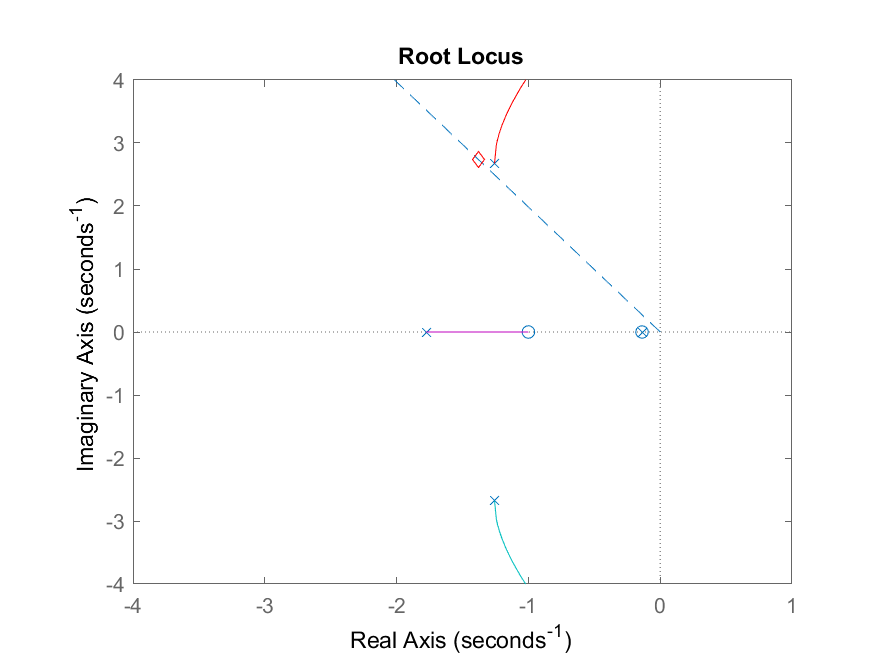 Root Locus
Imaginary Axis (seconds⁻¹)
4
3
2
1
0
-1
-2
-3
-4
-4 -3 -2 -1 0 1
Real Axis (seconds⁻¹)